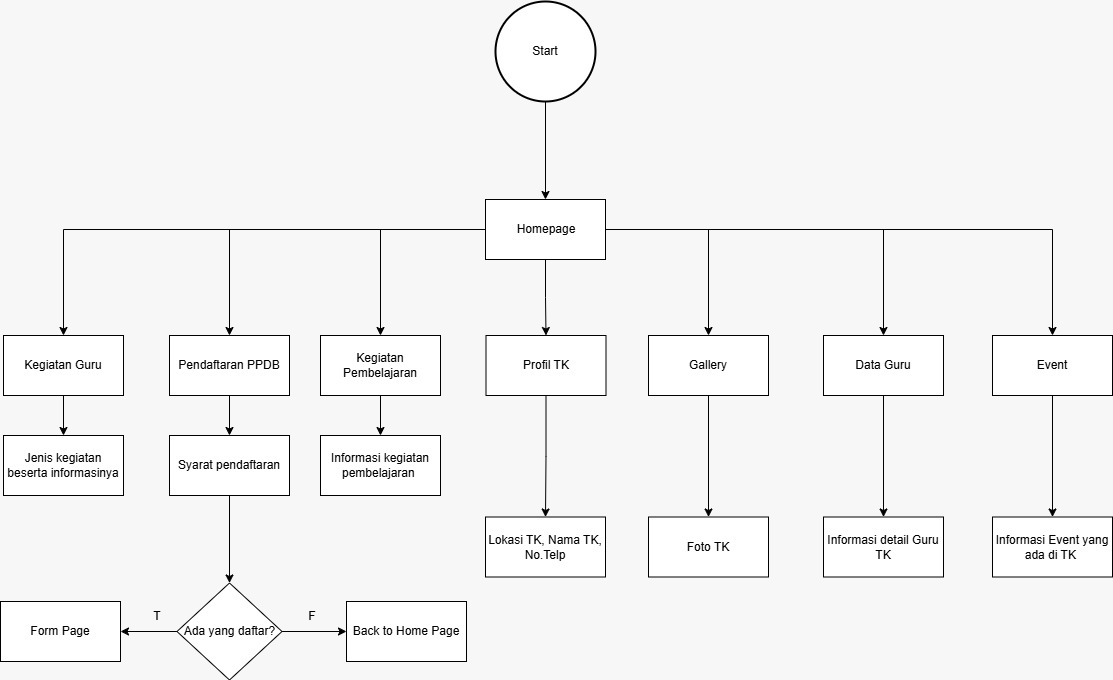 Start
Homepage
Kegiatan Guru
Pendaftaran PPDB
Kegiatan
Pembelajaran
Profil TK
Gallery
Data Guru
Event
Jenis kegiatan
beserta informasinya
Syarat pendaftaran
Informasi kegiatan
pembelajaran
Lokasi TK, Nama TK,
No.Telp
Foto TK
Informasi detail Guru
TK
Informasi Event yang
ada di TK
Form Page
T
Ada yang daftar?
F
Back to Home Page